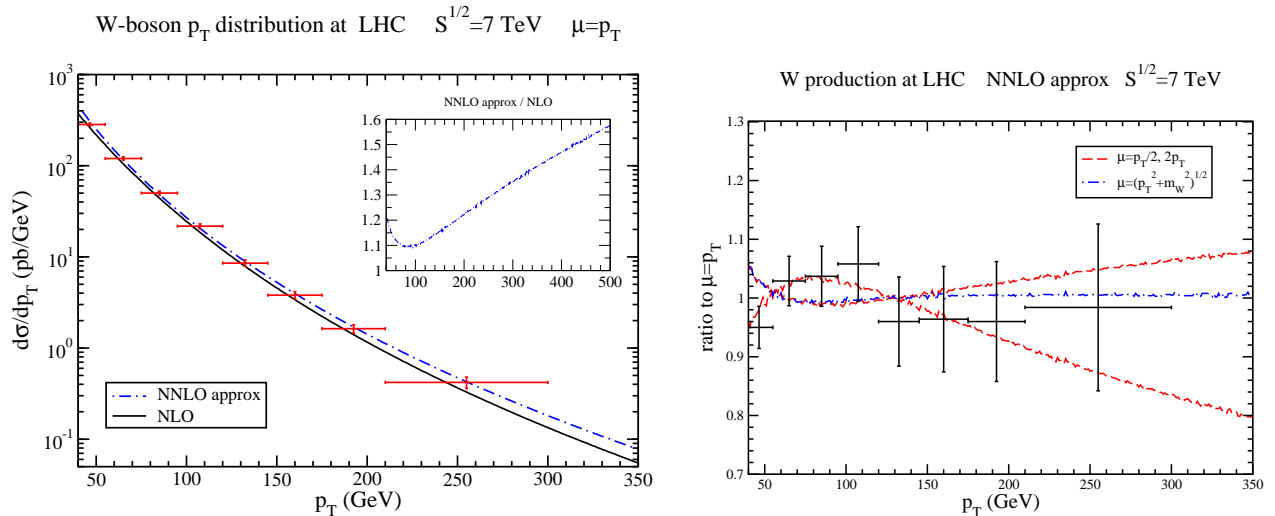 W-boson p_T distribution at LHC S^1/2=7 TeV μ=p_T
10^3
10^2
10^1
10^0
10^-1
dσ/dp_T (pb/GeV)
50 100 150 200 250 300 350
p_T (GeV)
NNLO approx
NLO
NNLO approx / NLO
1.6
1.5
1.4
1.3
1.2
1.1
1
100 200 300 400 500
W production at LHC NNLO approx S^1/2=7 TeV
1.3
1.2
1.1
1
0.9
0.8
0.7
ratio to μ=p_T
50 100 150 200 250 300 350
p_T (GeV)
μ=p_T/2, 2p_T
μ=(p_T^2+m_W^2)^1/2